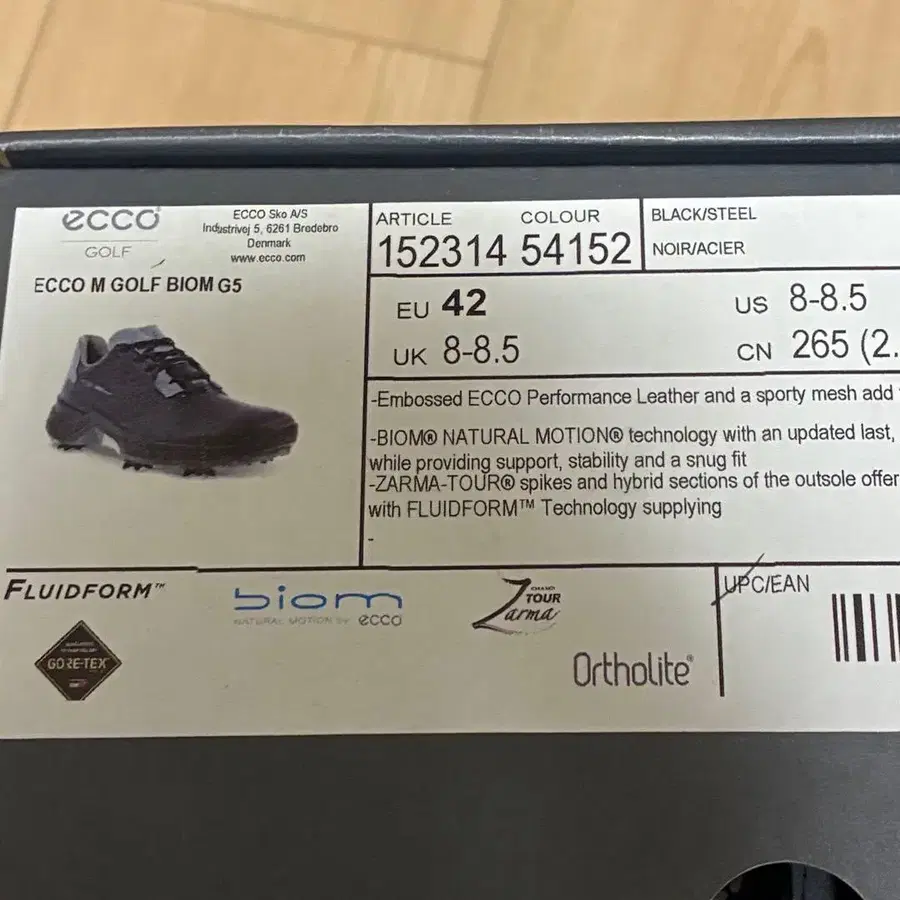 ecco
GOLF
ECCO Sko A/S
Industrivej 5, 6261 Bredebro
Denmark
www.ecco.com
ECCO M GOLF BIOM G5
ARTICLE COLOUR
152314 54152
BLACK/STEEL
NOIR/ACIER
EU 42
US 8-8.5
UK 8-8.5
CN 265 (2.
-Embossed ECCO Performance Leather and a sporty mesh add
-BIOM® NATURAL MOTION® technology with an updated last,
while providing support, stability and a snug fit
-ZARMA-TOUR® spikes and hybrid sections of the outsole offer
with FLUIDFORM™ Technology supplying
-
FLUIDFORM™
biom
NATURAL MOTION BY ecco
CHAMP
TOUR
Zarma
UPC/EAN
GORE-TEX
Ortholite®